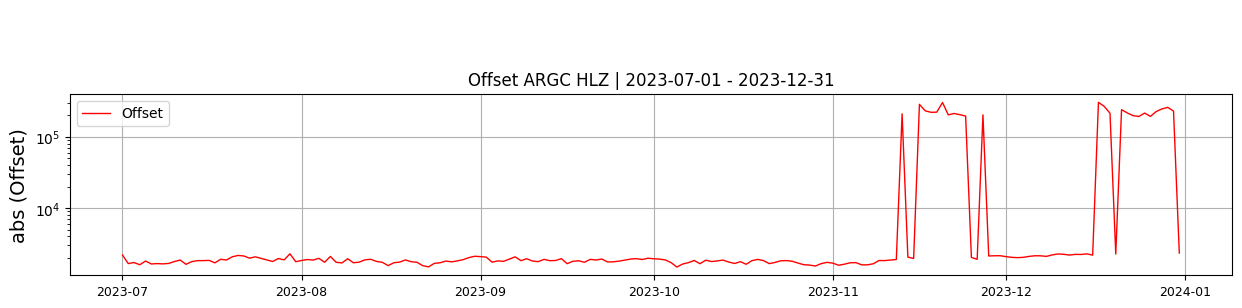 Offset ARGC HLZ | 2023-07-01 - 2023-12-31
Offset
abs (Offset)
10^5
10^4
2023-07 2023-08 2023-09 2023-10 2023-11 2023-12 2024-01